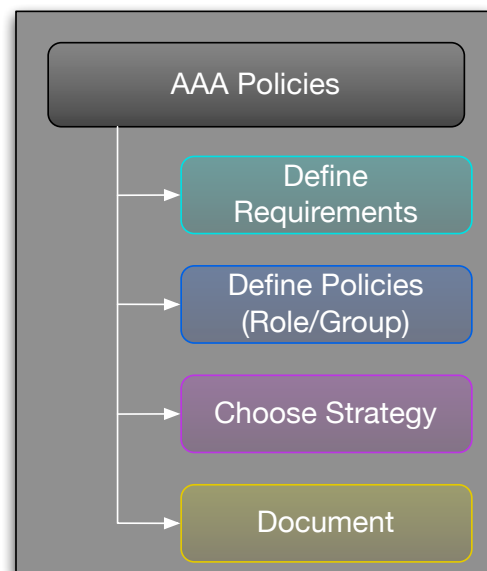 AAA Policies
Define
Requirements
Define Policies
(Role/Group)
Choose Strategy
Document